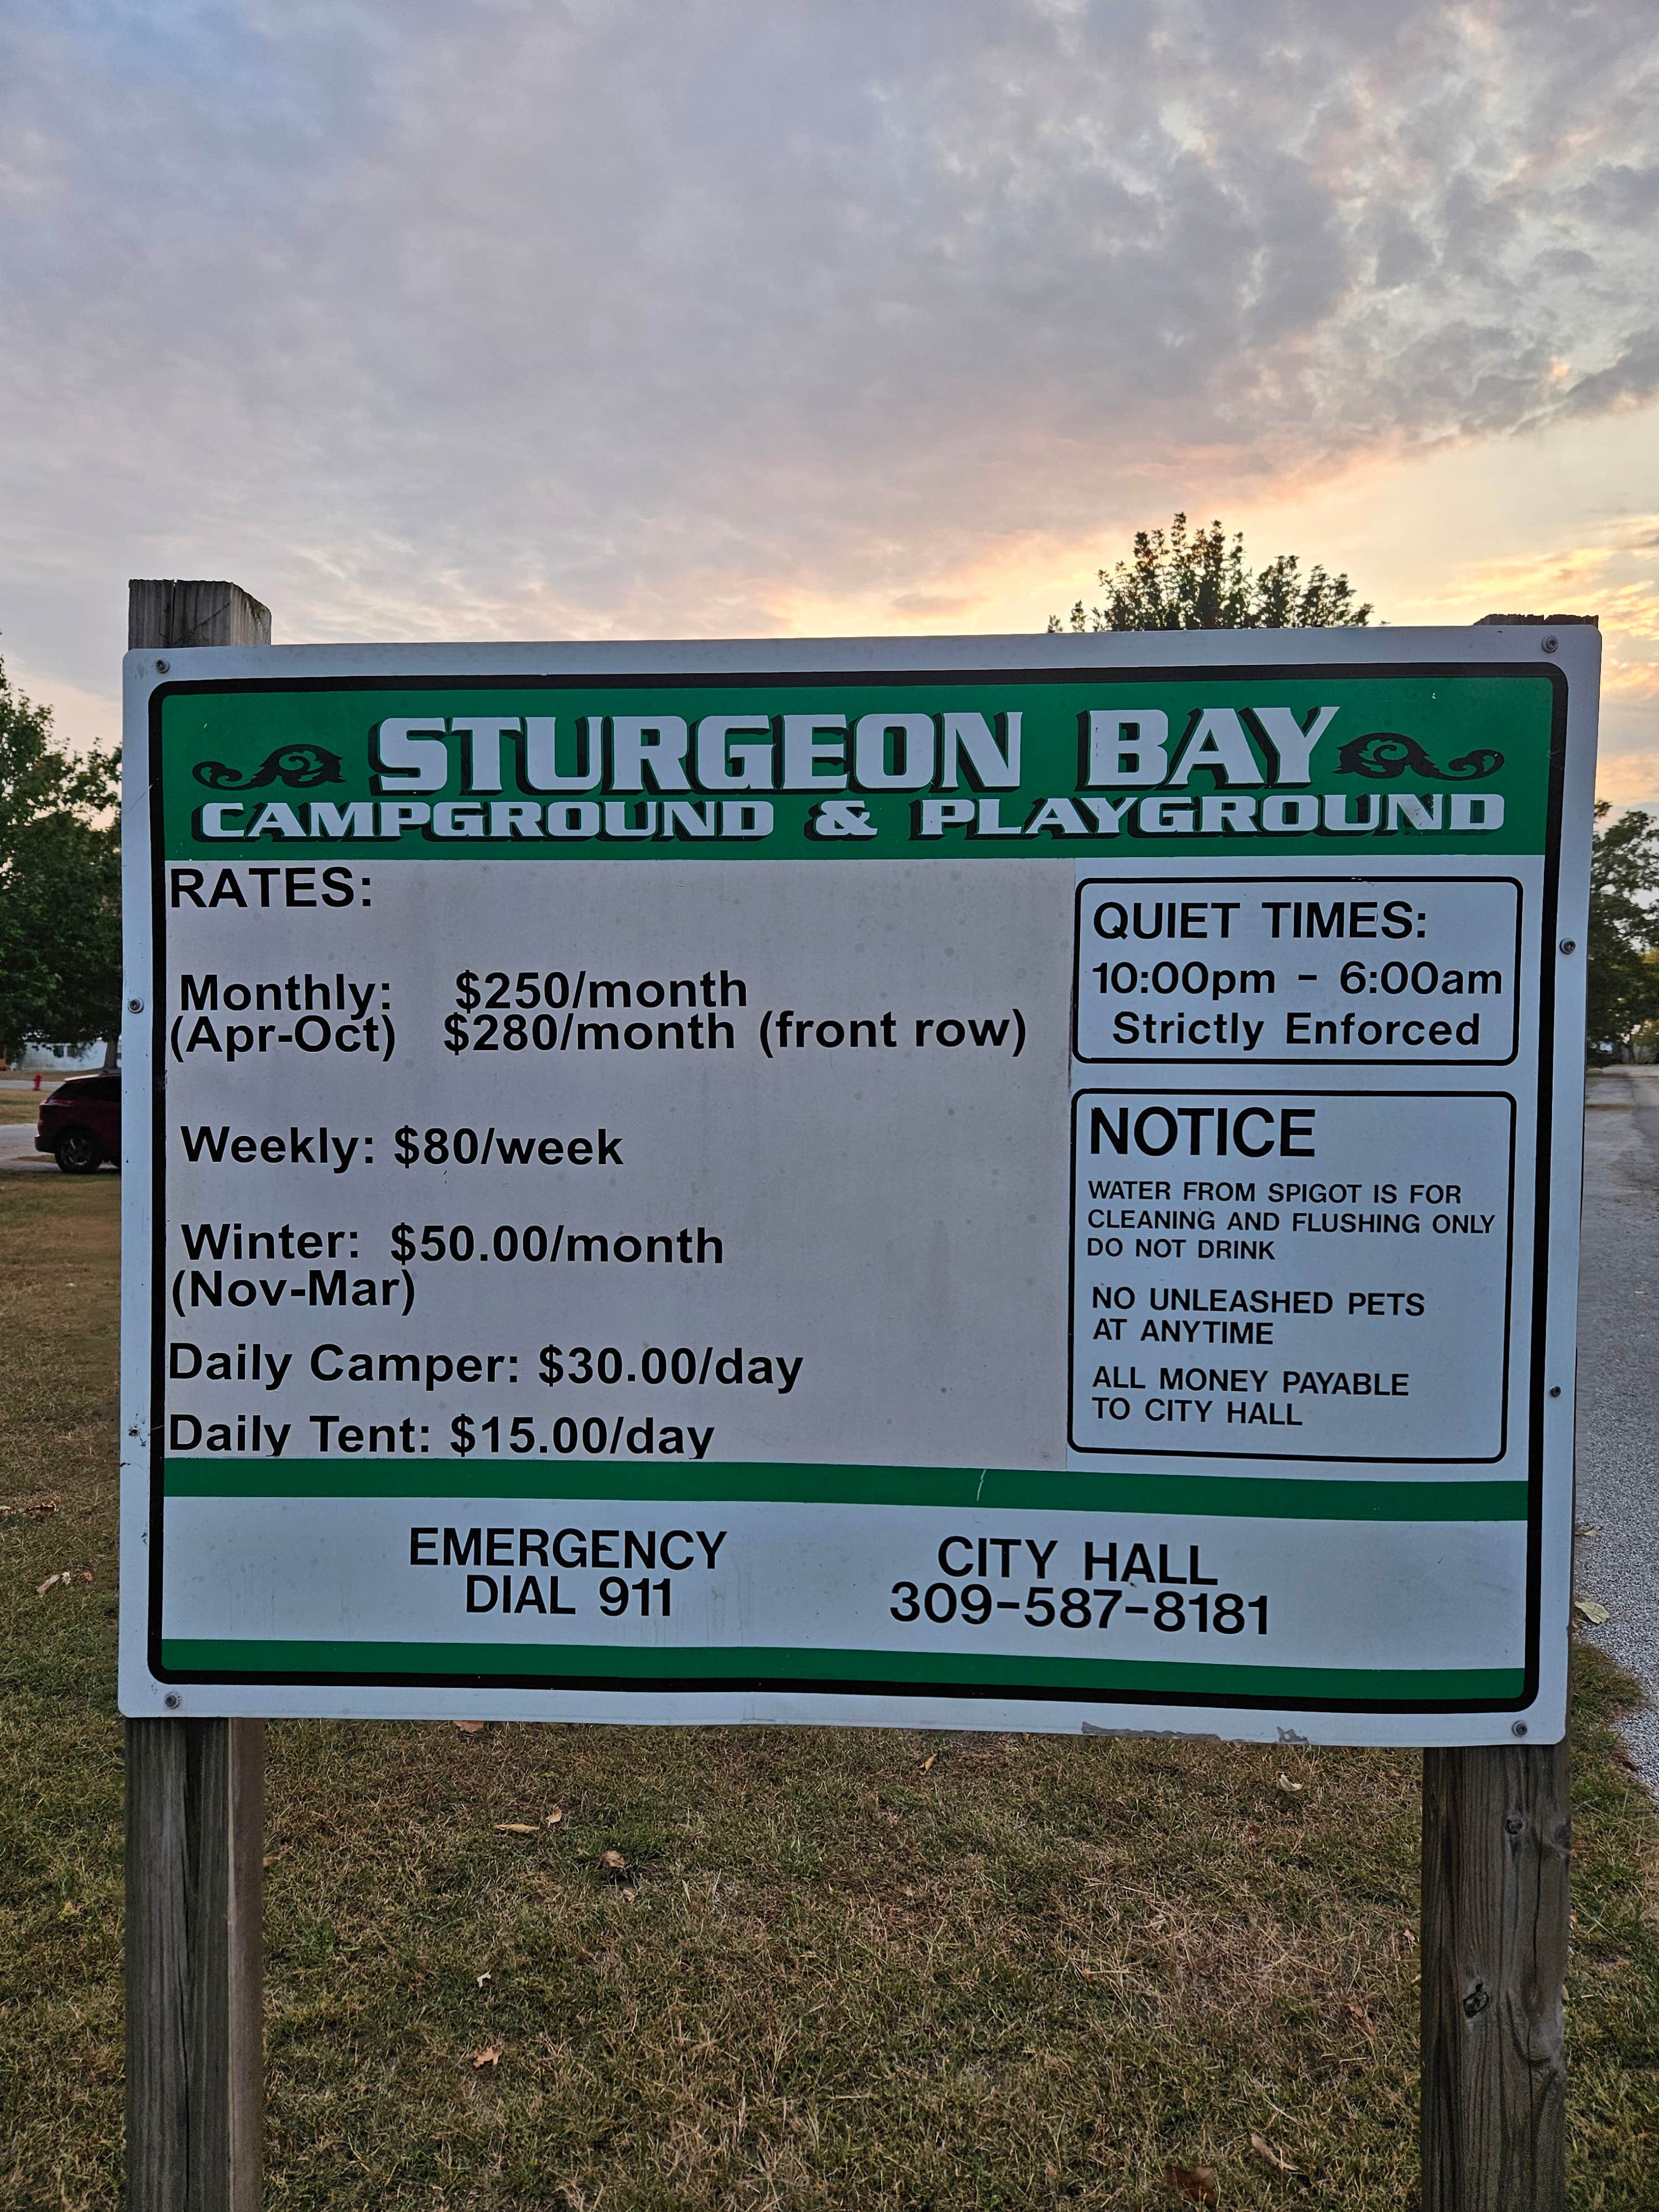 STURGEON BAY
CAMPGROUND & PLAYGROUND
RATES:
Monthly: $250/month
(Apr-Oct) $280/month (front row)
Weekly: $80/week
Winter: $50.00/month
(Nov-Mar)
Daily Camper: $30.00/day
Daily Tent: $15.00/day
QUIET TIMES:
10:00pm - 6:00am
Strictly Enforced
NOTICE
WATER FROM SPIGOT IS FOR
CLEANING AND FLUSHING ONLY
DO NOT DRINK
NO UNLEASHED PETS
AT ANYTIME
ALL MONEY PAYABLE
TO CITY HALL
EMERGENCY
DIAL 911
CITY HALL
309-587-8181